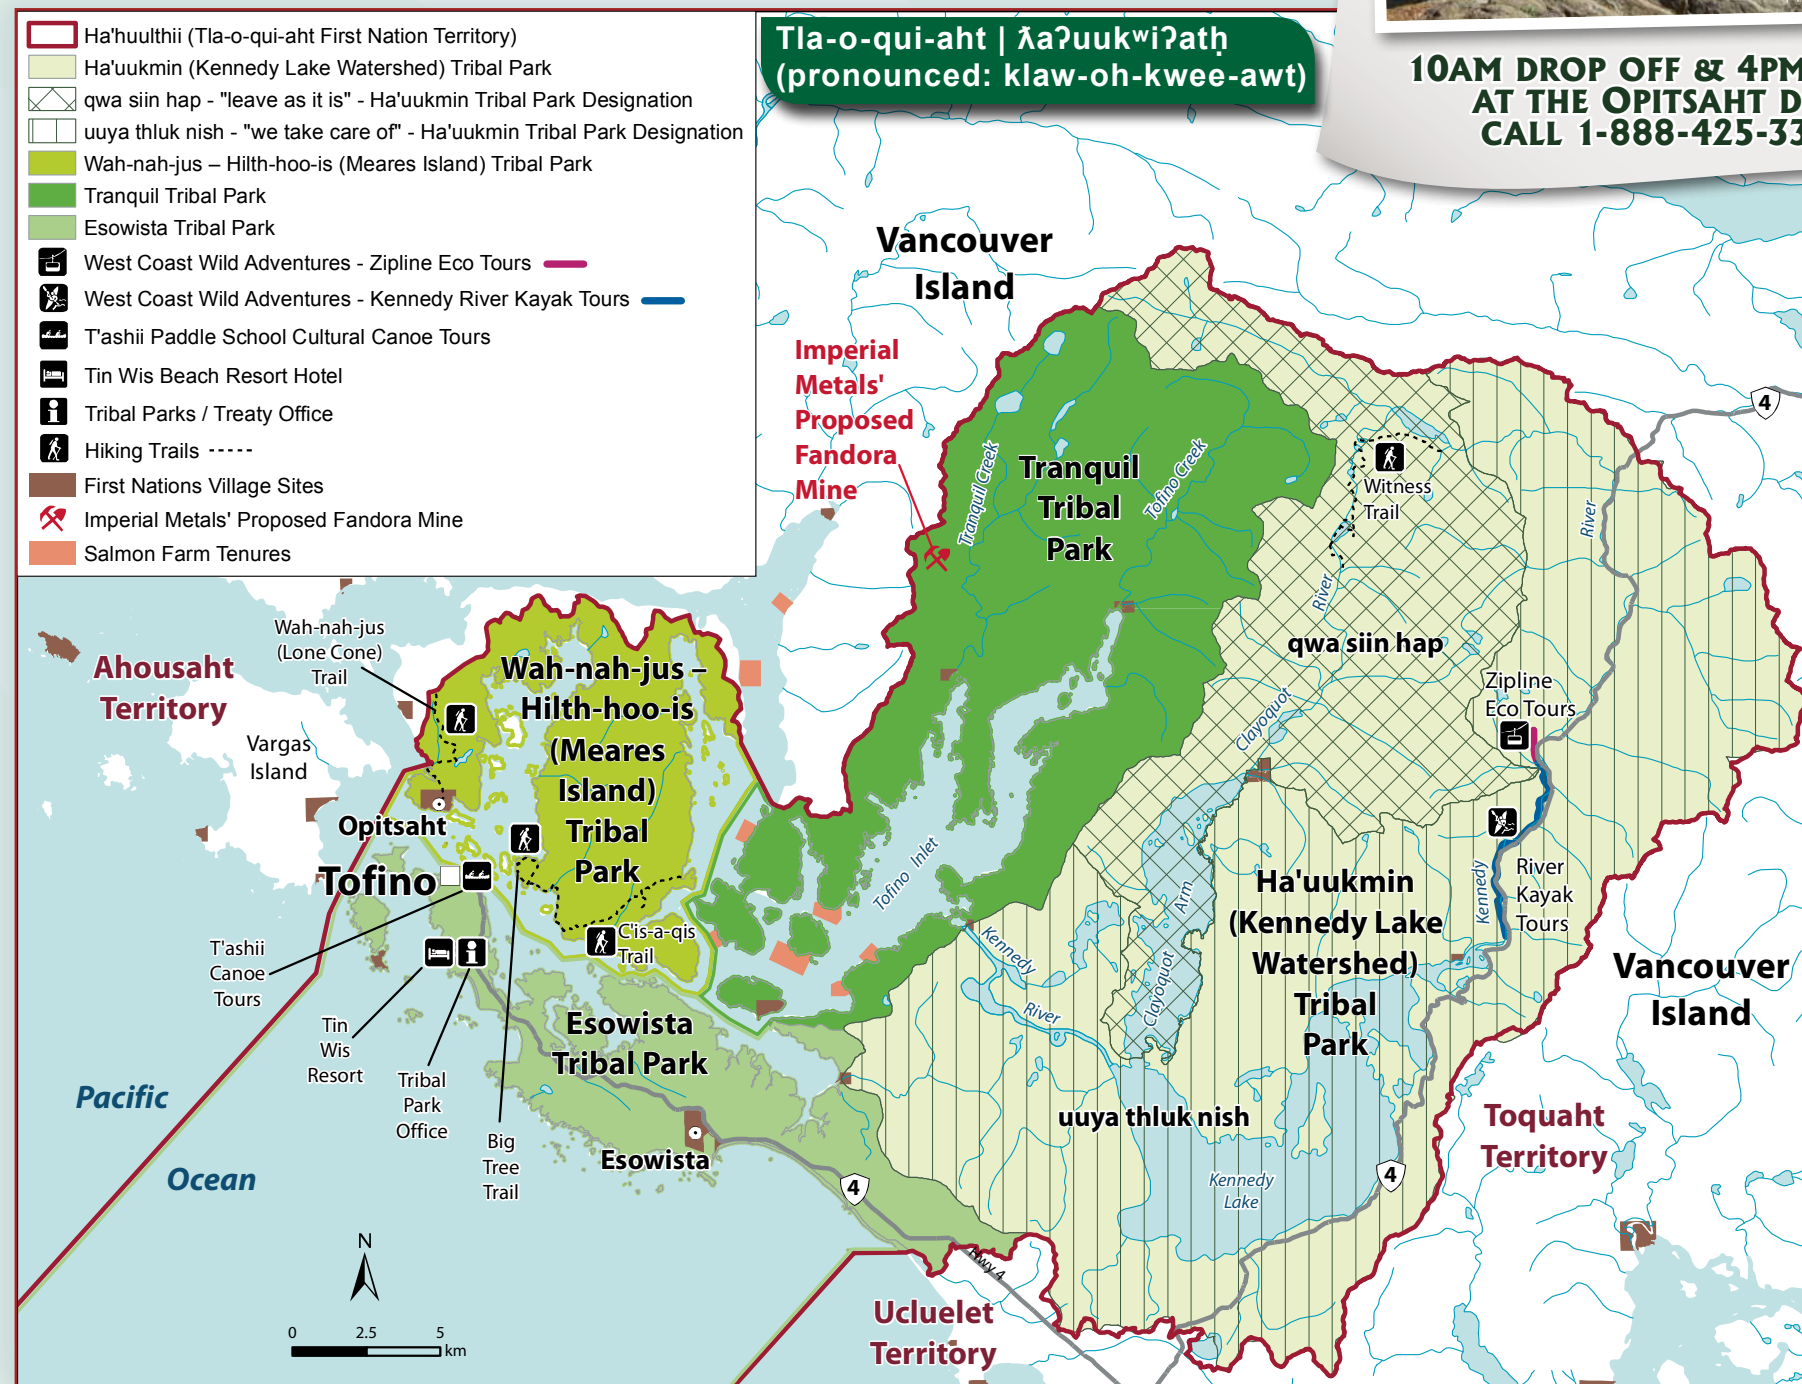 Ha'huulthii (Tla-o-qui-aht First Nation Territory)
Ha'uukmin (Kennedy Lake Watershed) Tribal Park
qwa siin hap - "leave as it is" - Ha'uukmin Tribal Park Designation
uuya thluk nish - "we take care of" - Ha'uukmin Tribal Park Designation
Wah-nah-jus – Hilth-hoo-is (Meares Island) Tribal Park
Tranquil Tribal Park
Esowista Tribal Park
West Coast Wild Adventures - Zipline Eco Tours
West Coast Wild Adventures - Kennedy River Kayak Tours
T'ashii Paddle School Cultural Canoe Tours
Tin Wis Beach Resort Hotel
Tribal Parks / Treaty Office
Hiking Trails
First Nations Village Sites
Imperial Metals' Proposed Fandora Mine
Salmon Farm Tenures
Tla-o-qui-aht | ƛaʔuukʷiʔatḥ
(pronounced: klaw-oh-kwee-awt)
10AM DROP OFF & 4PM
AT THE OPITSAHT D
CALL 1-888-425-33
Vancouver
Island
Imperial
Metals'
Proposed
Fandora
Mine
Tranquil Creek
Tranquil
Tribal
Park
Tofino Creek
4
Witness
Trail
River
River
qwa siin hap
Zipline
Eco Tours
Clayoquot
Wah-nah-jus
(Lone Cone)
Trail
Ahousaht
Territory
Vargas
Island
Wah-nah-jus –
Hilth-hoo-is
(Meares
Island)
Tribal
Park
Opitsaht
Tofino
Tofino Inlet
C'is-a-qis
Trail
T'ashii
Canoe
Tours
Tin
Wis
Resort
Tribal
Park
Office
Big
Tree
Trail
Esowista
Tribal Park
Esowista
Kennedy
River
Arm
Clayoquot
Ha'uukmin
(Kennedy Lake
Watershed)
Tribal
Park
Kennedy
River
Kayak
Tours
Vancouver
Island
uuya thluk nish
Kennedy
Lake
Toquaht
Territory
4
4
Hwy 4
Pacific
Ocean
Ucluelet
Territory
N
0 2.5 5
km